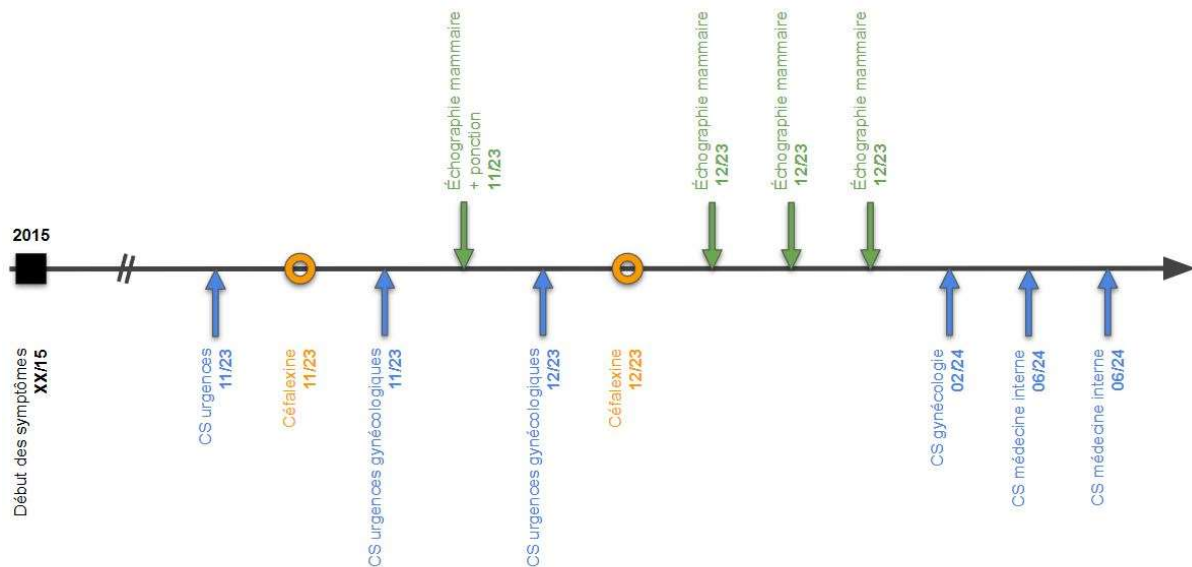 2015
Début des symptômes
XX/15
CS urgences
11/23
Céfalexine
11/23
CS urgences gynécologiques
11/23
Échographie mammaire
+ ponction
11/23
CS urgences gynécologiques
12/23
Céfalexine
12/23
Échographie mammaire
12/23
Échographie mammaire
12/23
Échographie mammaire
12/23
CS gynécologie
02/24
CS médecine interne
06/24
CS médecine interne
06/24